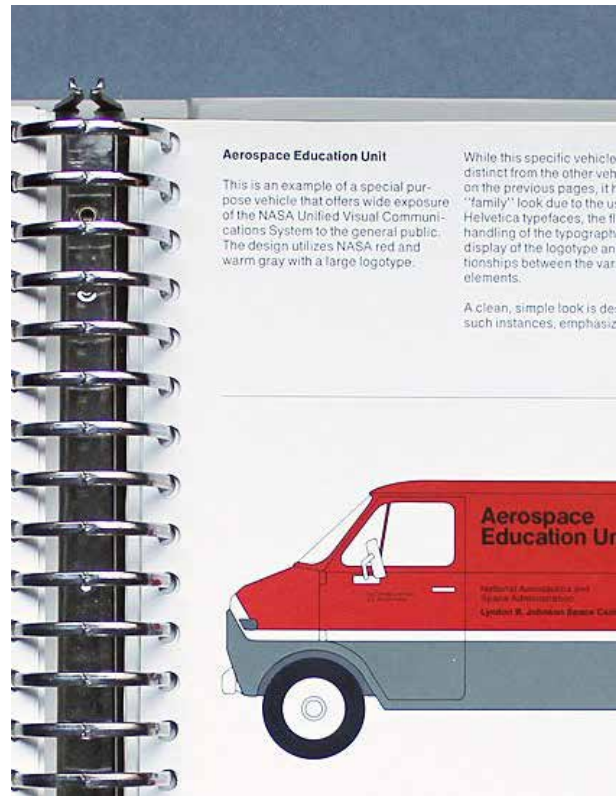 Aerospace Education Unit
This is an example of a special pur-
pose vehicle that offers wide exposure
of the NASA Unified Visual Communi-
cations System to the general public.
The design utilizes NASA red and
warm gray with a large logotype.
While this specific vehicle
distinct from the other veh
on the previous pages, it h
"family" look due to the us
Helvetica typefaces, the fl
handling of the typograph
display of the logotype an
tionships between the var
elements.
A clean, simple look is des
such instances, emphasiz
Aerospace
Education Un
National Aeronautics and
Space Administration
Lyndon B. Johnson Space Cent